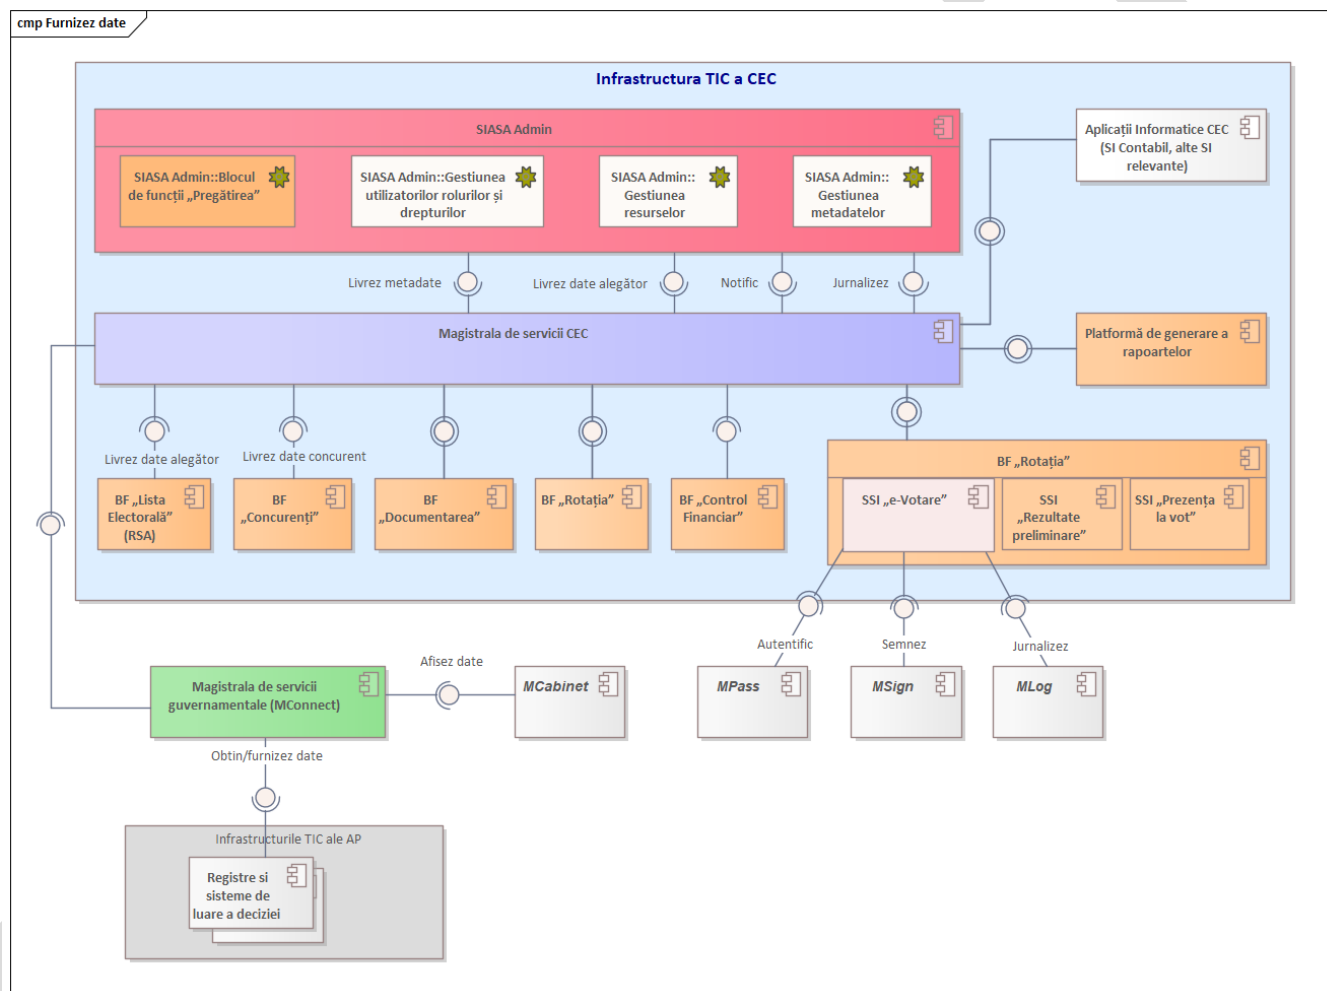 cmp Furnizez date
Infrastructura TIC a CEC
SIASA Admin
SIASA Admin::Blocul
de funcții „Pregătirea”
SIASA Admin::Gestiunea
utilizatorilor rolurilor și
drepturilor
SIASA Admin::
Gestiunea
resurselor
SIASA Admin::
Gestiunea
metadatelor
Aplicații Informatice CEC
(SI Contabil, alte SI
relevante)
Livrez metadate
Livrez date alegător
Notific
Jurnalizez
Magistrala de servicii CEC
Platformă de generare a
rapoartelor
Livrez date alegător
Livrez date concurent
BF „Lista
Electorală”
(RSA)
BF
„Concurenți”
BF
„Documentarea”
BF „Rotația”
BF „Control
Financiar”
BF „Rotația”
SSI „e-Votare”
SSI
„Rezultate
preliminare”
SSI „Prezența
la vot”
Autentific
Semnez
Jurnalizez
Afisez date
Magistrala de servicii
guvernamentale (MConnect)
MCabinet
MPass
MSign
MLog
Obtin/furnizez date
Infrastructurile TIC ale AP
Registre si
sisteme de
luare a deciziei